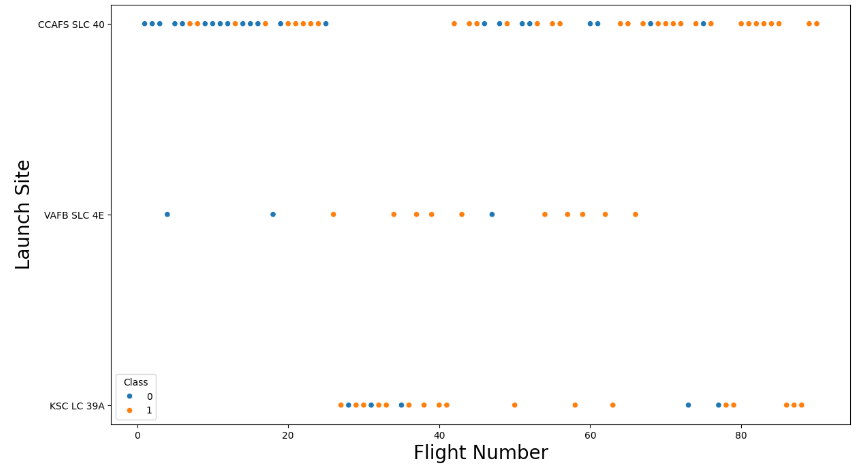 CCAFS SLC 40
VAFB SLC 4E
KSC LC 39A
Launch Site
Class
0
1
0 20 40 60 80
Flight Number